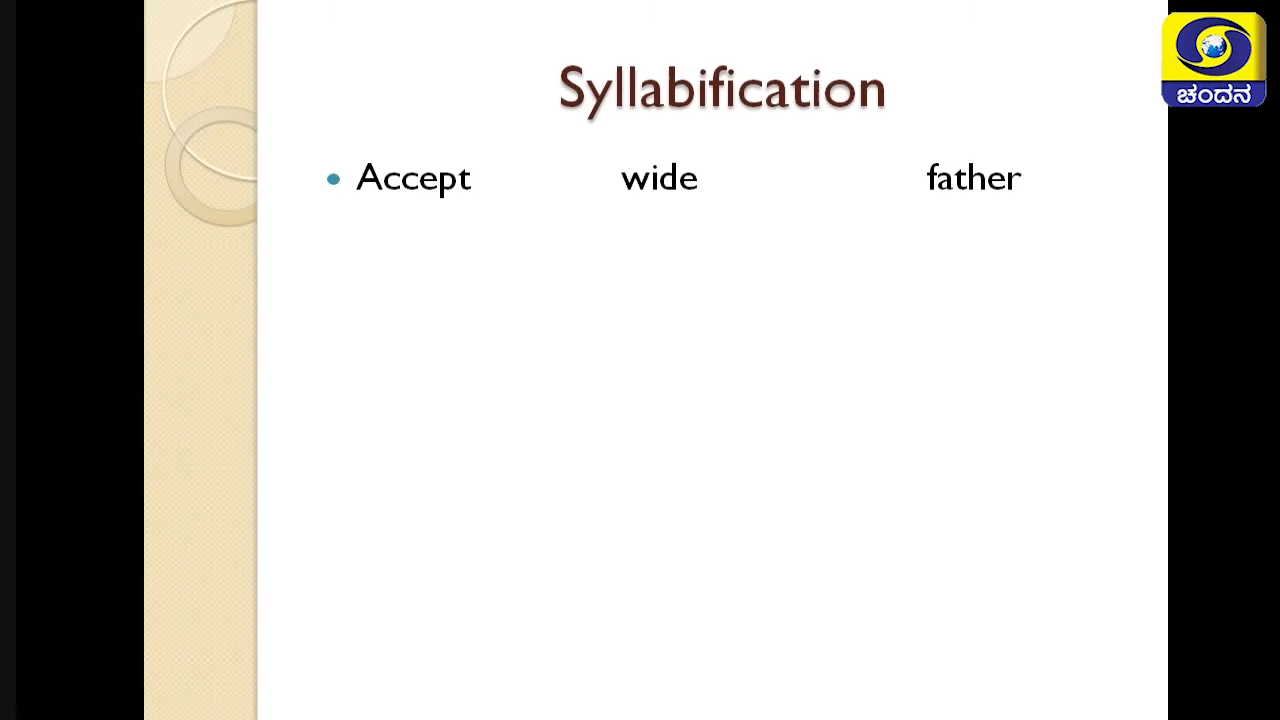 Syllabification
ಚಂದನ
• Accept wide father